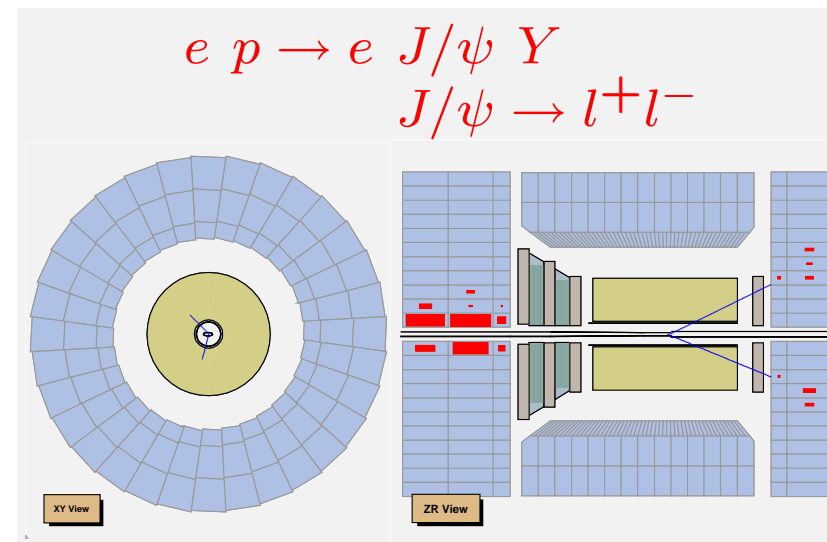 e p → e J/ψ Y
J/ψ → l⁺l⁻
XY View
ZR View